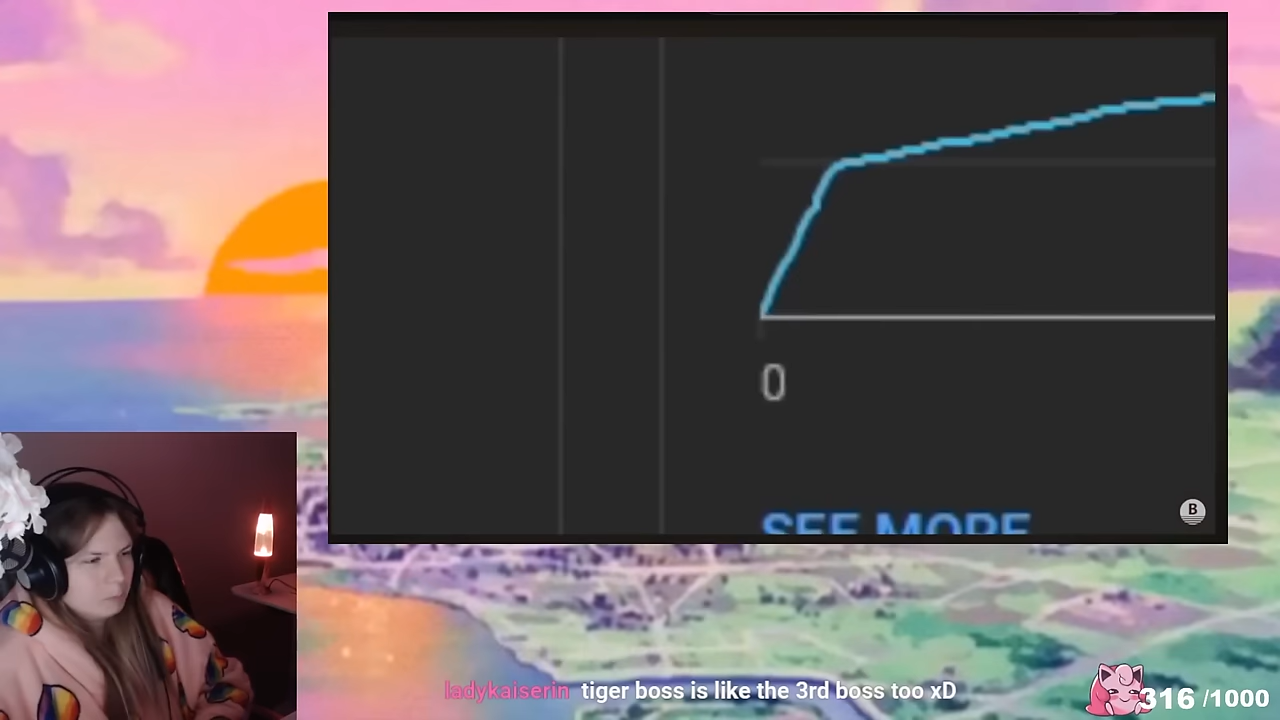 0
SEE MORE
B
ladykaiserin tiger boss is like the 3rd boss too xD
316 /1000